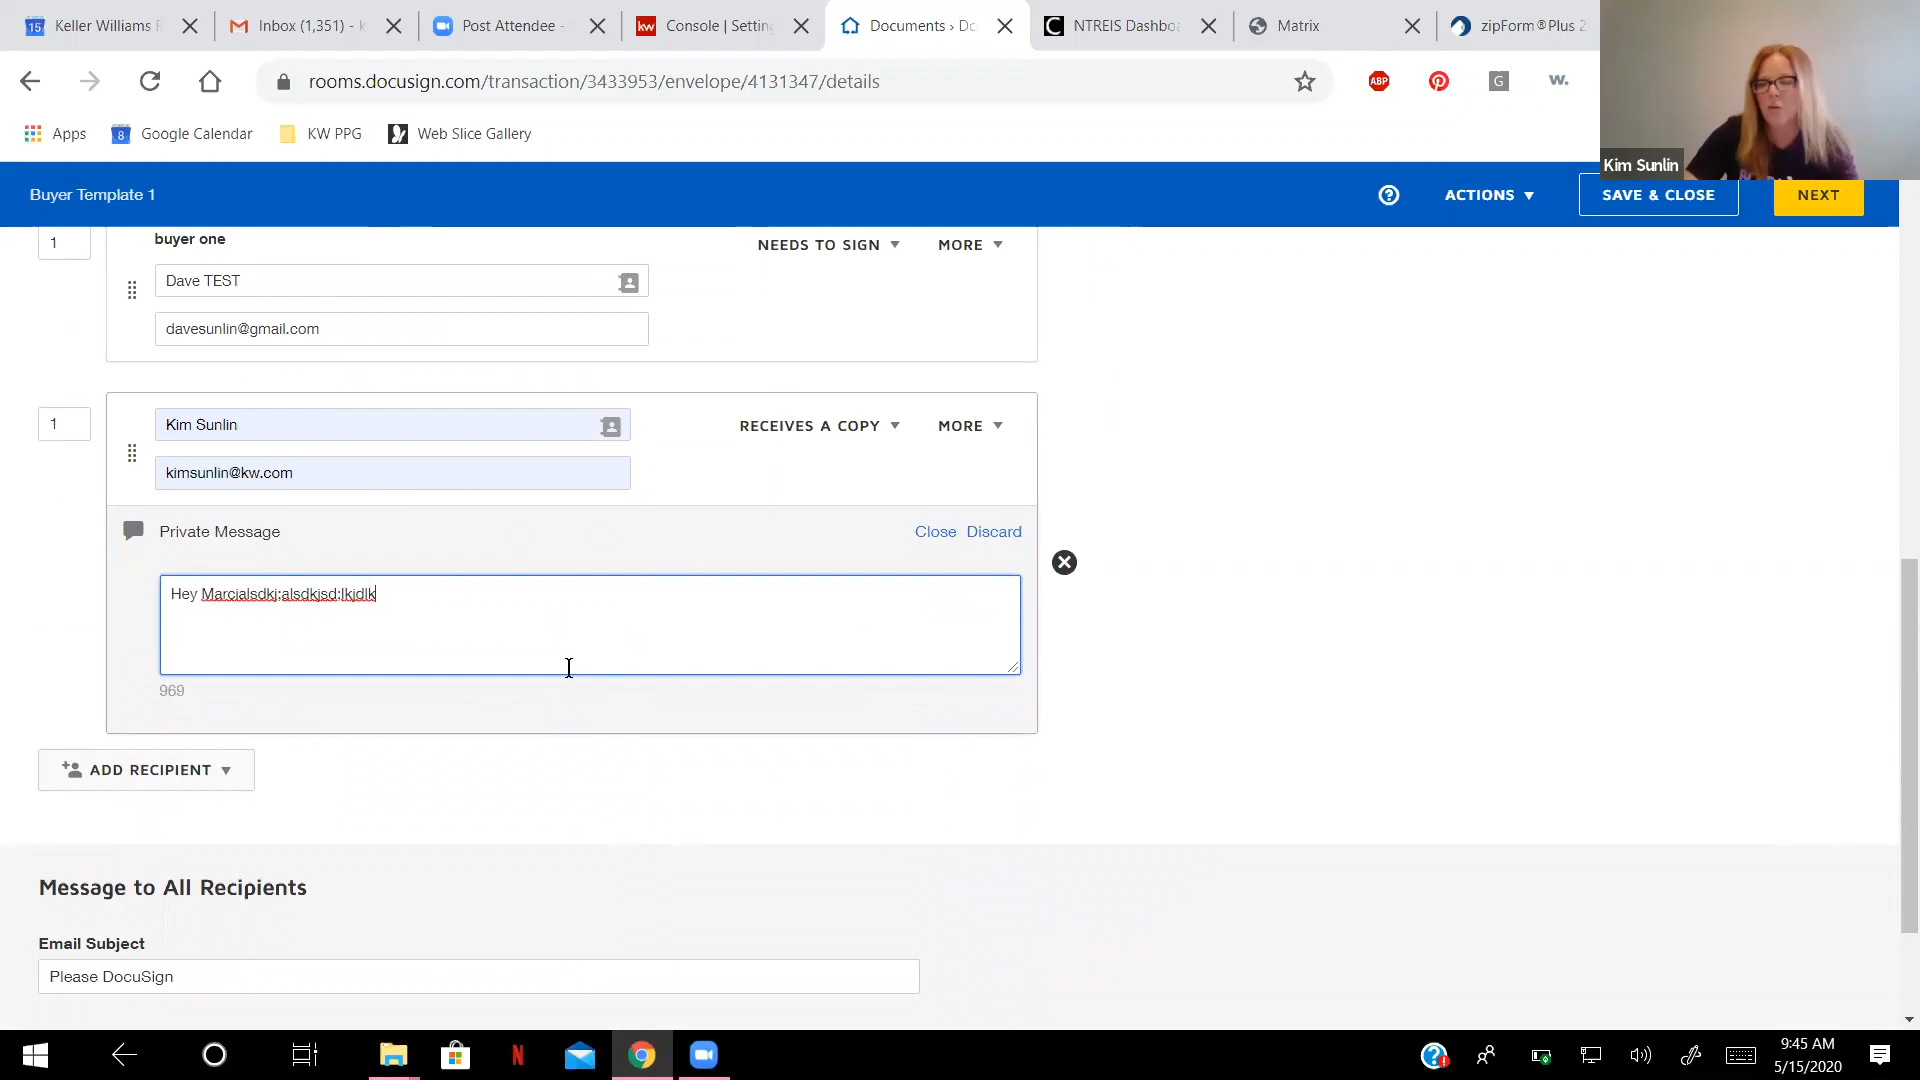 Keller Williams R
Inbox (1,351) - k
Post Attendee -
Console | Setting
Documents › Do
NTREIS Dashbo
Matrix
zipForm®Plus 2
rooms.docusign.com/transaction/3433953/envelope/4131347/details
ABP
G
w.
Apps
Google Calendar
KW PPG
Web Slice Gallery
Kim Sunlin
Buyer Template 1
ACTIONS
SAVE & CLOSE
NEXT
1
buyer one
NEEDS TO SIGN
MORE
Dave TEST
davesunlin@gmail.com
1
Kim Sunlin
RECEIVES A COPY
MORE
kimsunlin@kw.com
Private Message
Close
Discard
Hey Marcialsdkj;alsdkjsd;lkjdlk
969
ADD RECIPIENT
Message to All Recipients
Email Subject
Please DocuSign
9:45 AM
5/15/2020